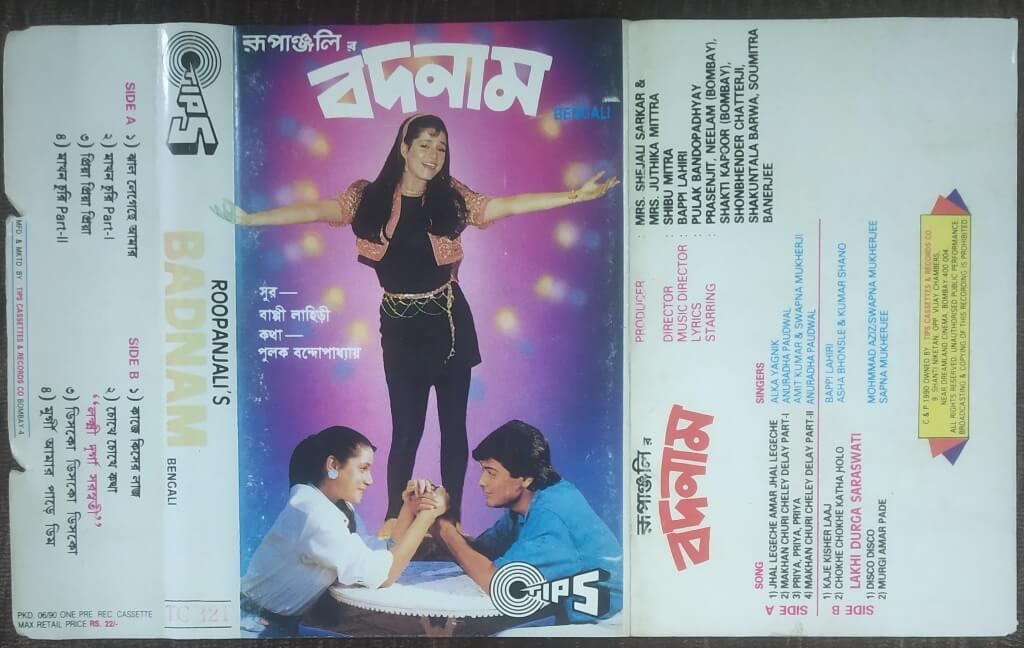 SIDE A
১) ঝাল লেগেছে আমার
২) মাখন চুরি Part-I
৩) প্রিয়া প্রিয়া প্রিয়া
৪) মাখন চুরি Part-II
SIDE B
১) কাজে কিসের লাজ
২) চোখে চোখে কথা
“লক্ষ্মী দুর্গা সরস্বতী”
৩) ডিসকো ডিসকো ডিসকো
৪) মুর্গী আমার পাড়ে ডিম
MFD. & MKTD. BY TIPS CASSETTES & RECORDS CO BOMBAY-4.
PKD 06/90 ONE PRE. REC. CASSETTE
MAX RETAIL PRICE RS. 22/-
TIPS
ROOPANJALI'S
BADNAM
BENGALI
TC 321
রূপাঞ্জলি র
বদনাম
BENGALI
সুর —
বাপ্পী লাহিড়ী
কথা —
পুলক বন্দোপাধ্যায়
TIPS
রূপাঞ্জলি র
বদনাম
PRODUCER : MRS. SHEJALI SARKAR &
MRS. JUTHIKA MITTRA
DIRECTOR : SHIBU MITRA
MUSIC DIRECTOR : BAPPI LAHIRI
LYRICS : PULAK BANDOPADHYAY
STARRING : PRASENJIT, NEELAM (BOMBAY),
SHAKTI KAPOOR (BOMBAY),
SHONBHENDER CHATTERJI,
SHAKUNTALA BARWA, SOUMITRA
BANERJEE
SONG SINGERS
SIDE A 1) JHAL LEGECHE AMAR JHAL LEGECHE ALKA YAGNIK
2) MAKHAN CHURI CHELEY DELAY PART-I ANURADHA PAUDWAL
3) PRIYA, PRIYA, PRIYA AMIT KUMAR & SWAPNA MUKHERJI
4) MAKHAN CHURI CHELEY DELAY PART-II ANURADHA PAUDWAL
SIDE B 1) KAJE KISHER LAAJ BAPPI LAHIRI
2) CHOKHE CHOKHE KATHA HOLO ASHA BHONSLE & KUMAR SHANO
LAKHI DURGA SARASWATI
1) DISCO DISCO MOHMMAD AZIZ/SWAPNA MUKHERJEE
2) MURGI AMAR PADE SAPNA MUKHERJEE
C & P 1990 OWNED BY TIPS CASSETTES & RECORDS CO
9, SHANTI NIKETAN, OPP. VIJAY CHAMBERS,
NEAR DREAMLAND CINEMA, BOMBAY 400 004
ALL RIGHTS RESERVED. UNAUTHORISED PUBLIC PERFORMANCE
BROADCASTING & COPYING OF THIS RECORDING IS PROHIBITED